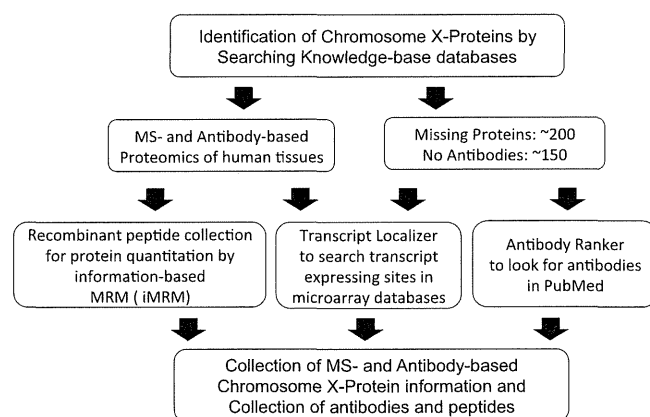 Identification of Chromosome X-Proteins by
Searching Knowledge-base databases
MS- and Antibody-based
Proteomics of human tissues
Missing Proteins: ~200
No Antibodies: ~150
Recombinant peptide collection
for protein quantitation by
information-based
MRM ( iMRM)
Transcript Localizer
to search transcript
expressing sites in
microarray databases
Antibody Ranker
to look for antibodies
in PubMed
Collection of MS- and Antibody-based
Chromosome X-Protein information and
Collection of antibodies and peptides